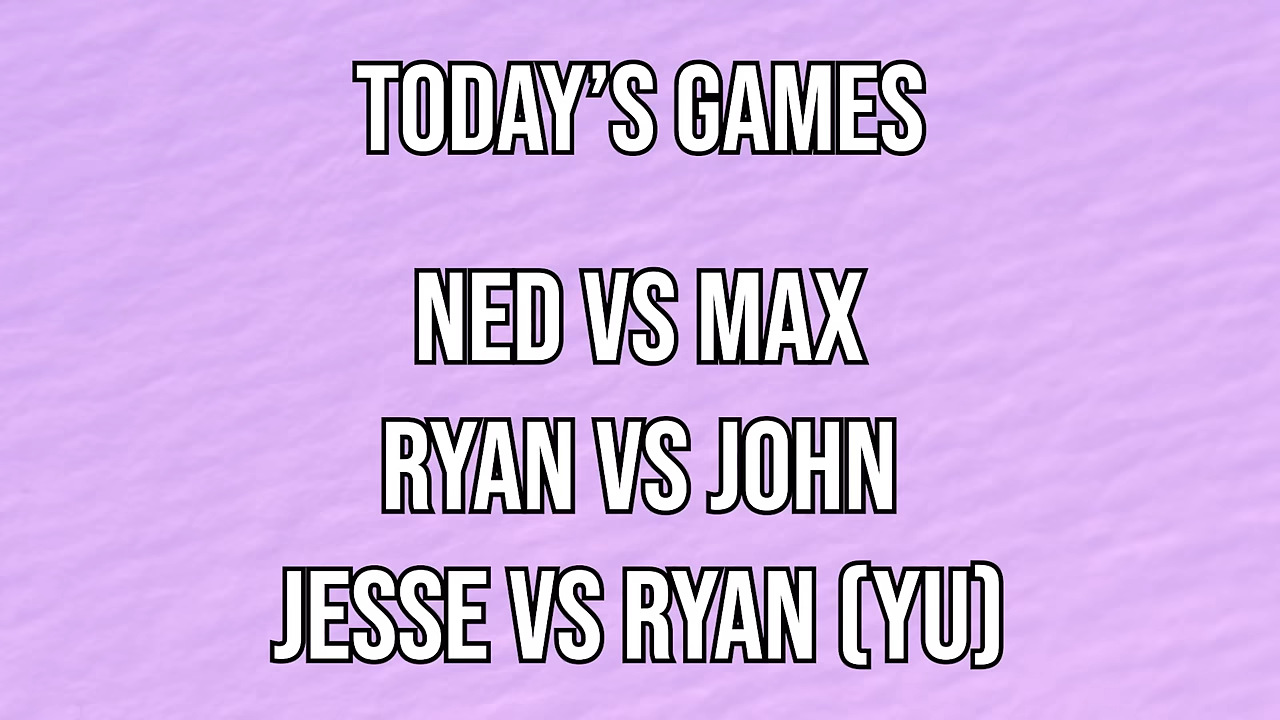 TODAY’S GAMES
NED VS MAX
RYAN VS JOHN
JESSE VS RYAN (YU)